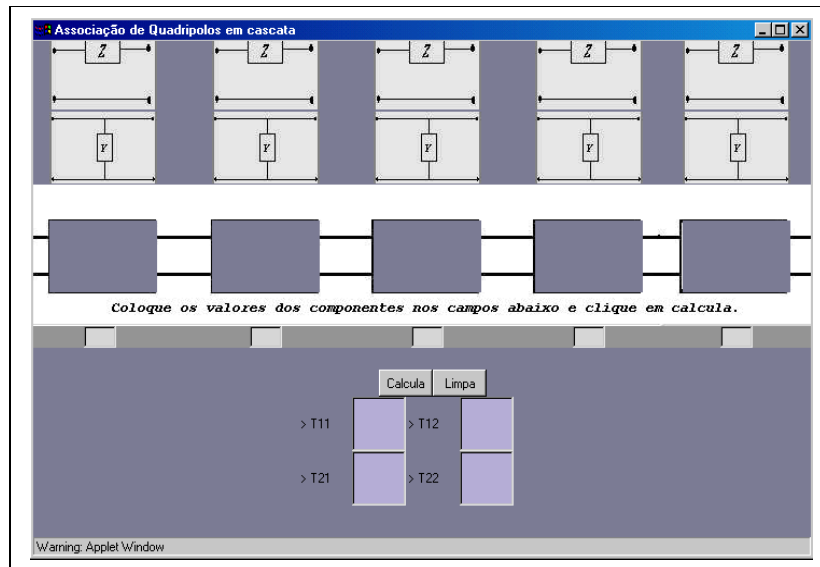 Associação de Quadripolos em cascata
Z Z Z Z Z
Y Y Y Y Y
Coloque os valores dos componentes nos campos abaixo e clique em calcula.
Calcula Limpa
> T11 > T12
> T21 > T22
Warning: Applet Window